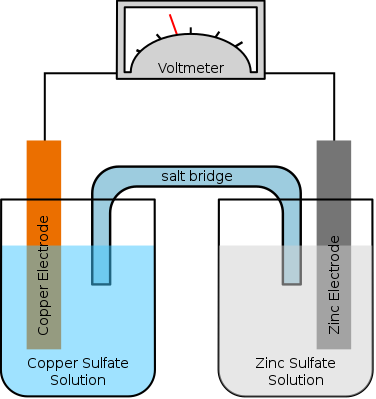 Voltmeter
salt bridge
Copper Electrode
Zinc Electrode
Copper Sulfate
Solution
Zinc Sulfate
Solution